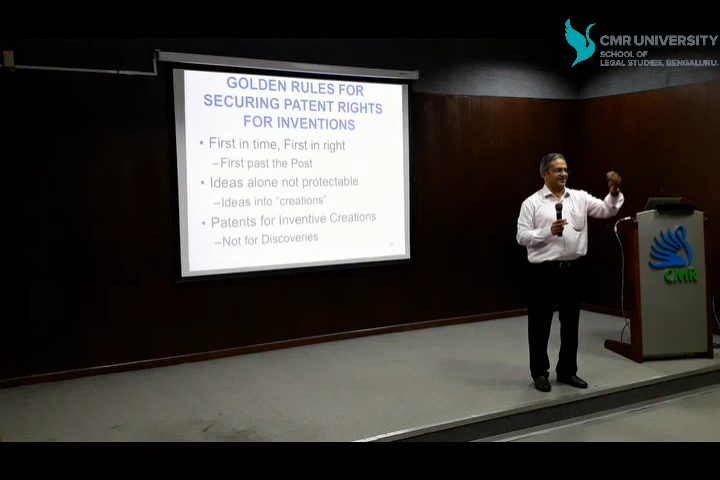 CMR UNIVERSITY
SCHOOL OF
LEGAL STUDIES, BENGALURU.
GOLDEN RULES FOR
SECURING PATENT RIGHTS
FOR INVENTIONS
• First in time, First in right
–First past the Post
• Ideas alone not protectable
–Ideas into “creations”
• Patents for Inventive Creations
–Not for Discoveries
CMR